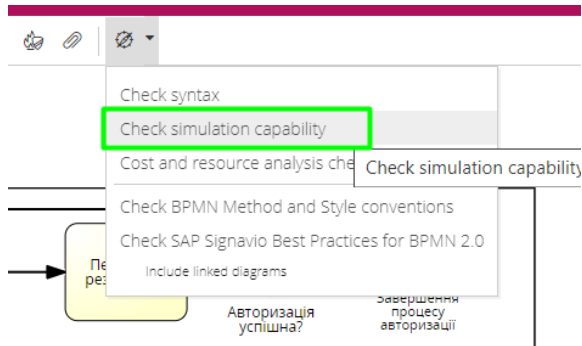 Check syntax
Check simulation capability
Cost and resource analysis che
Check simulation capability
Check BPMN Method and Style conventions
Check SAP Signavio Best Practices for BPMN 2.0
Include linked diagrams
Пе
рез
Авторизація
успішна?
Завершення
процесу
авторизації